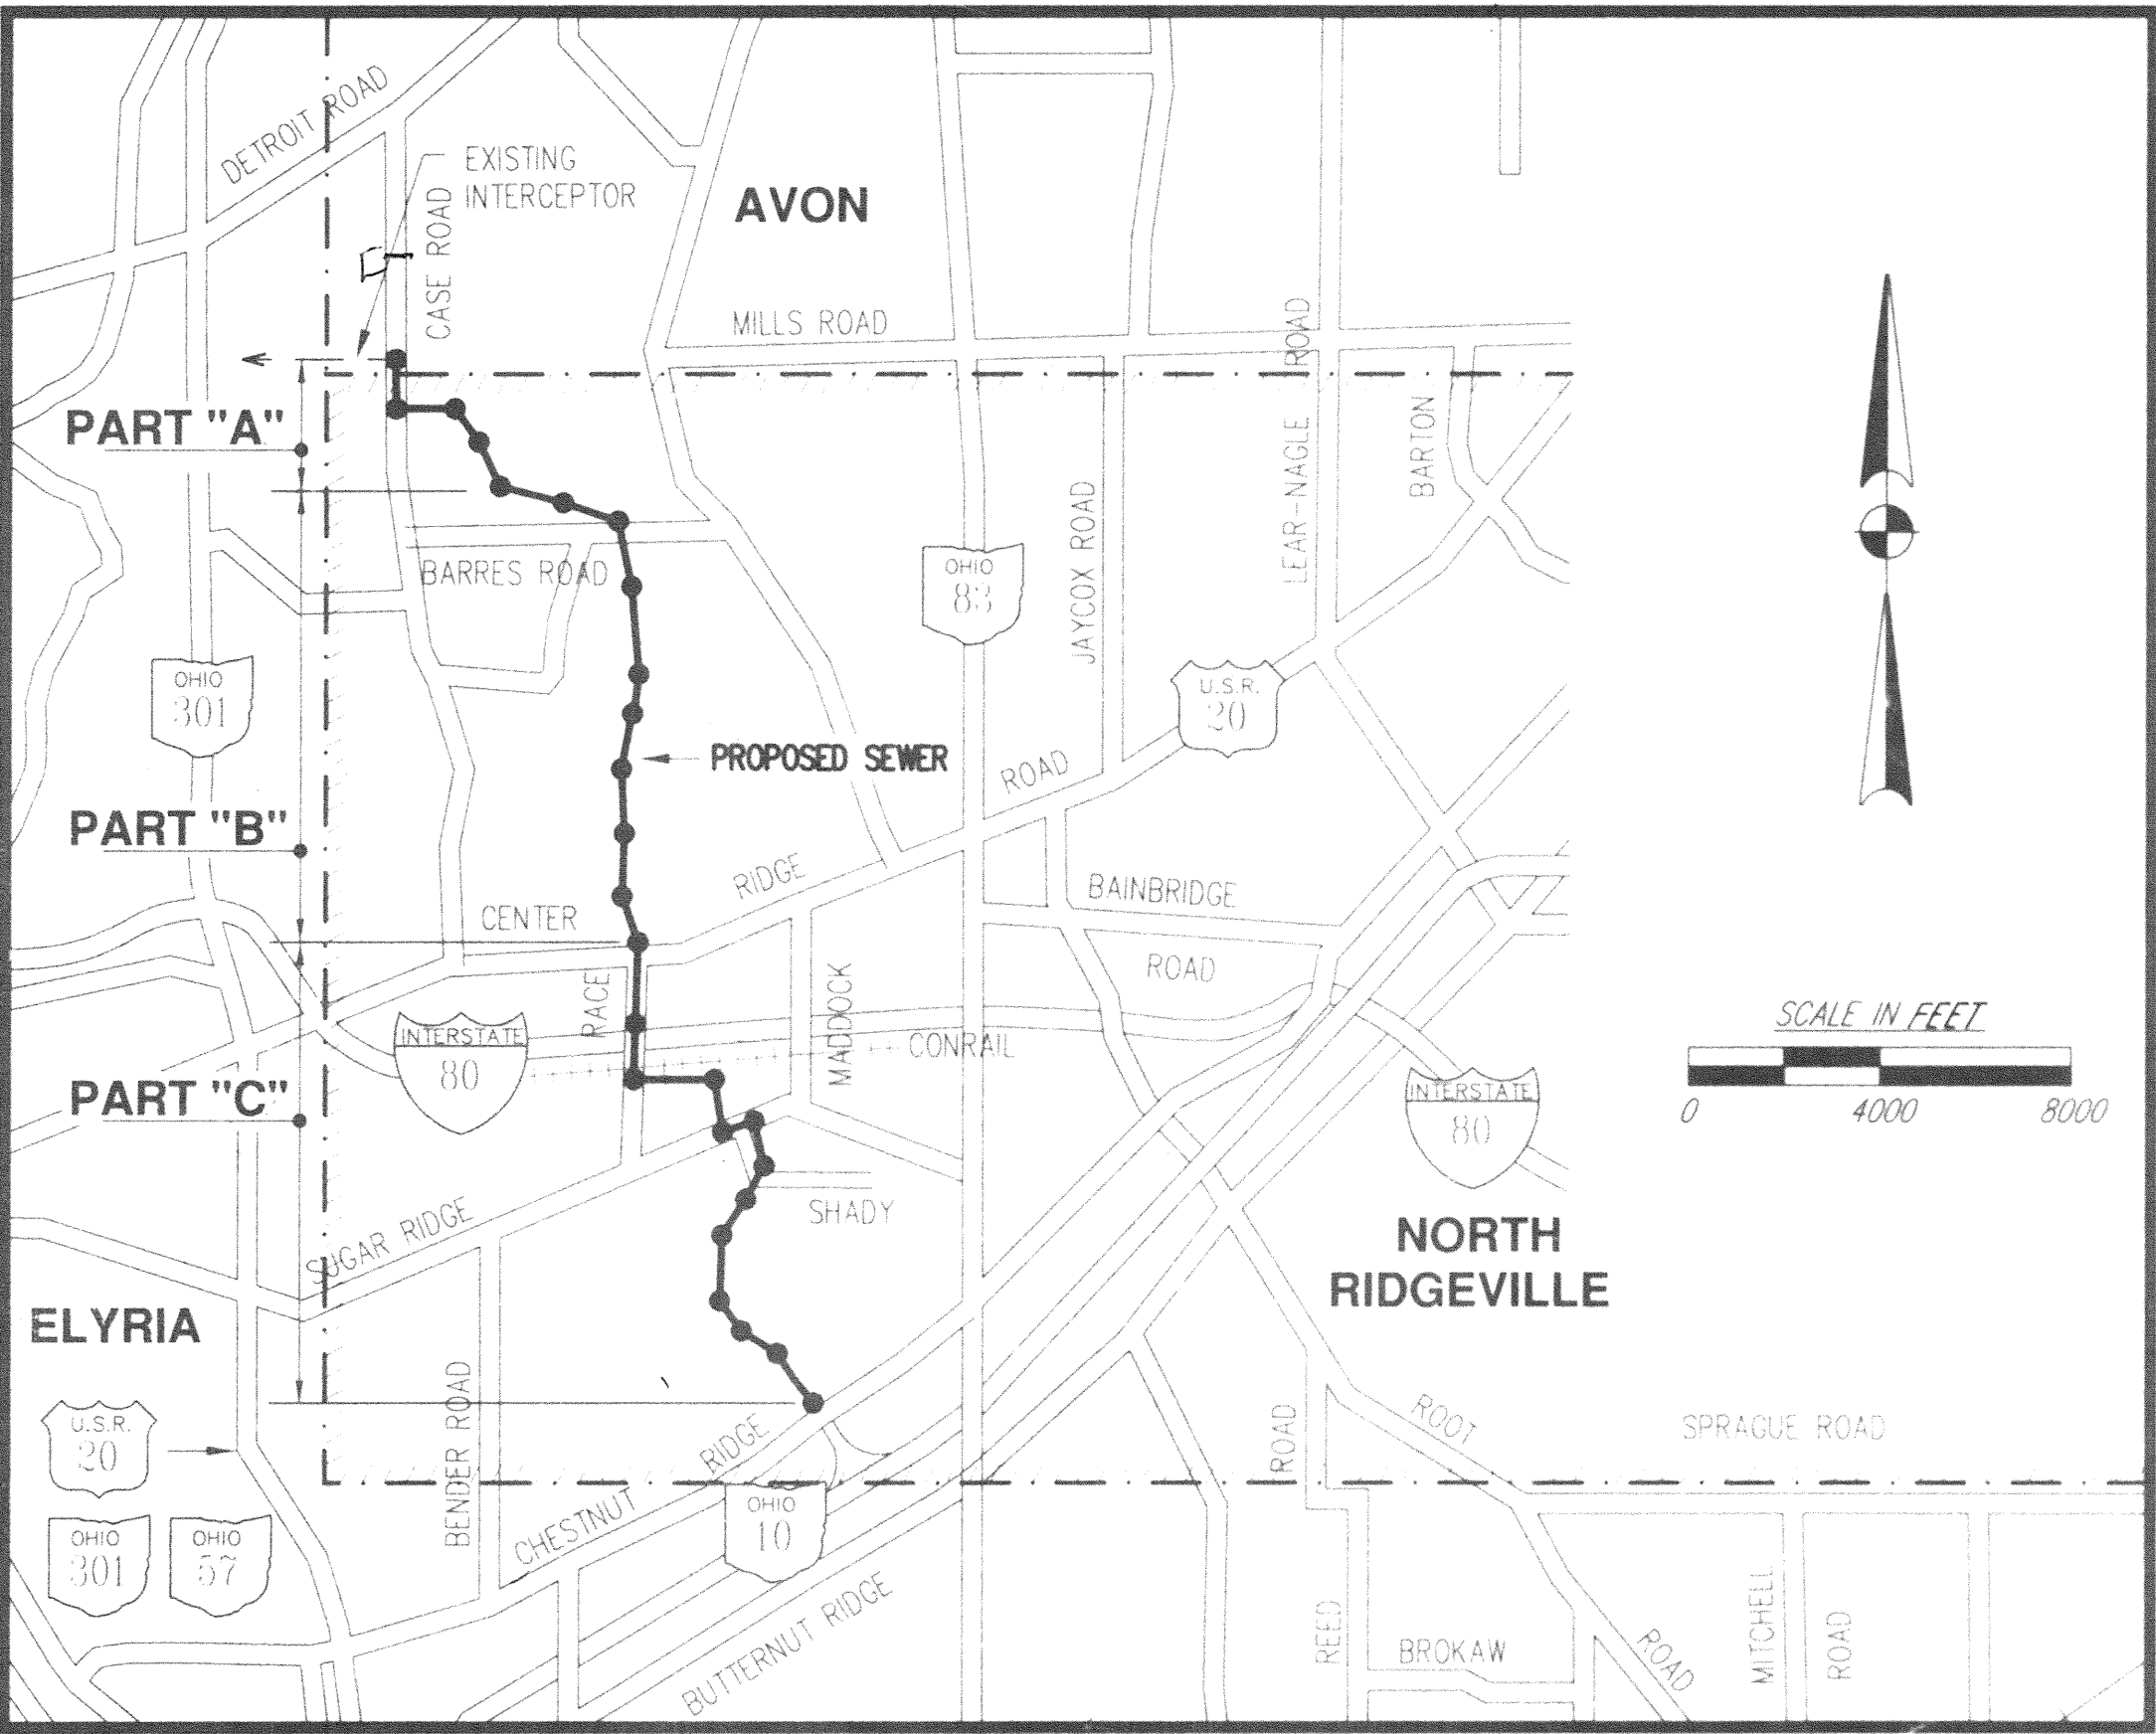 DETROIT ROAD
EXISTING
INTERCEPTOR
AVON
CASE ROAD
MILLS ROAD
ROAD
LEAR-NAGLE
BARTON
PART "A"
JAYCOX ROAD
BARRES ROAD
OHIO
83
OHIO
301
U.S.R.
20
PROPOSED SEWER
ROAD
PART "B"
RIDGE
CENTER
BAINBRIDGE
ROAD
RACE
MADDOCK
INTERSTATE
80
CONRAIL
SCALE IN FEET
0
4000
8000
PART "C"
INTERSTATE
80
SHADY
SUGAR RIDGE
NORTH
RIDGEVILLE
ELYRIA
BENDER ROAD
U.S.R.
20
RIDGE
CHESTNUT
ROAD
ROOT
SPRAGUE ROAD
OHIO
10
OHIO
301
OHIO
57
BUTTERNUT RIDGE
REED
BROKAW
ROAD
MITCHELL
ROAD